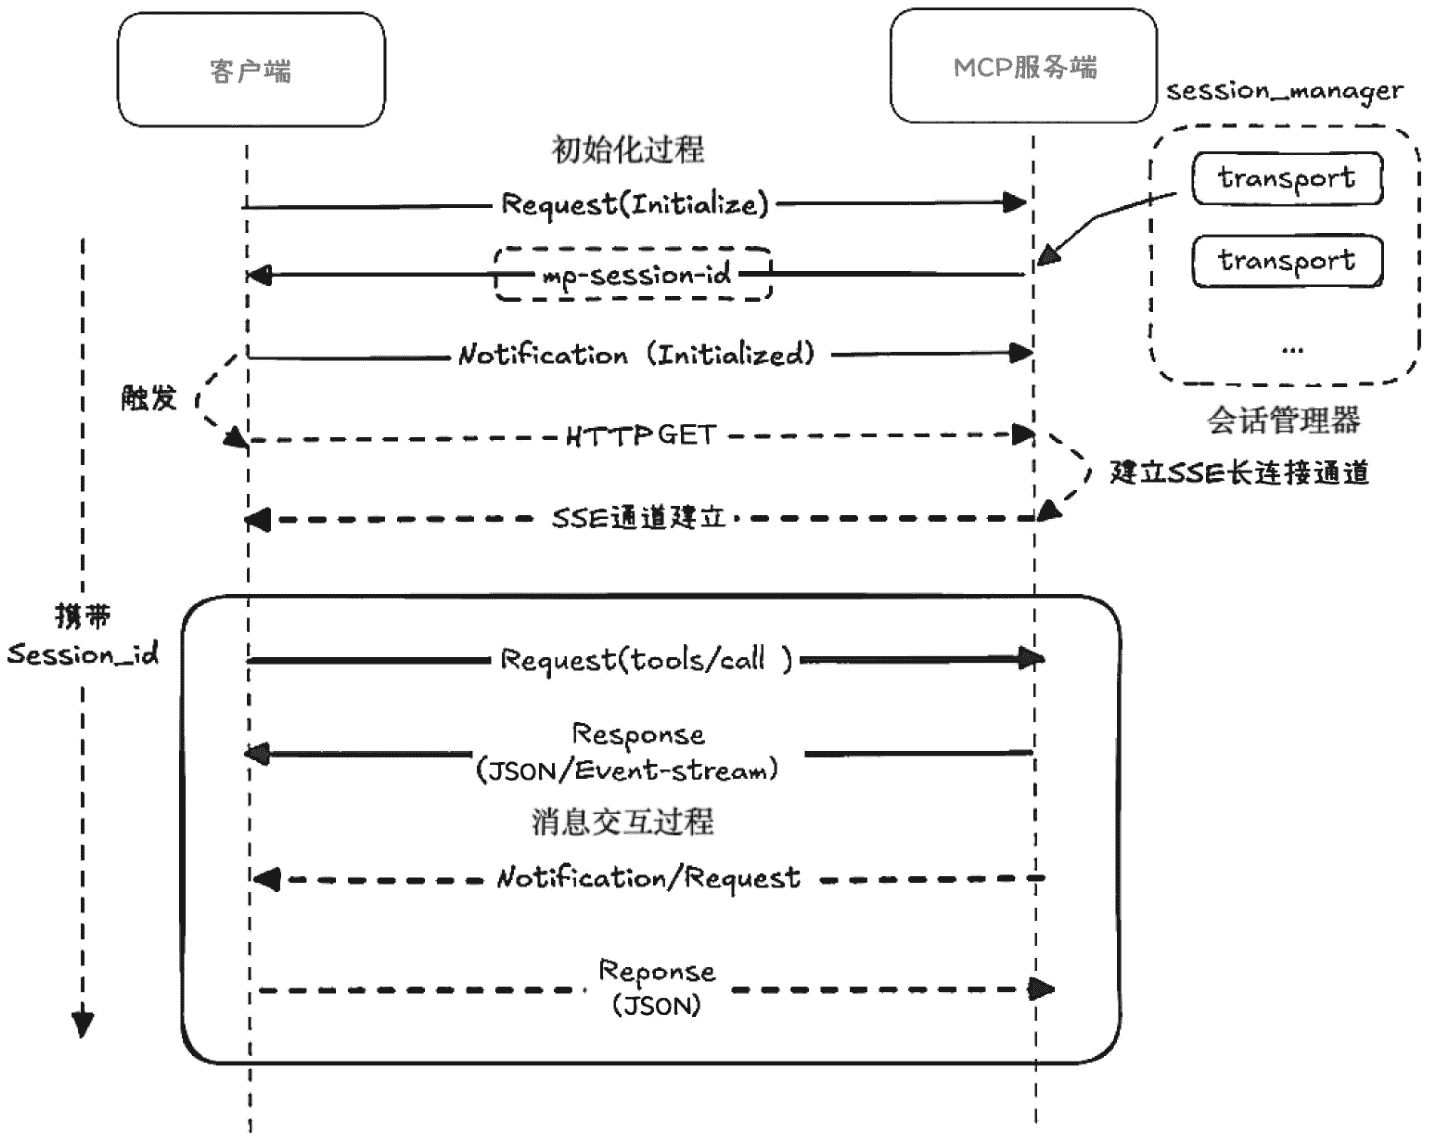 客户端
MCP服务端
session_manager
初始化过程
transport
Request(Initialize)
transport
mp-session-id
...
Notification (Initialized)
触发
会话管理器
HTTP GET
建立SSE长连接通道
SSE通道建立
携带
Session_id
Request(tools/call )
Response
(JSON/Event-stream)
消息交互过程
Notification/Request
Reponse
(JSON)